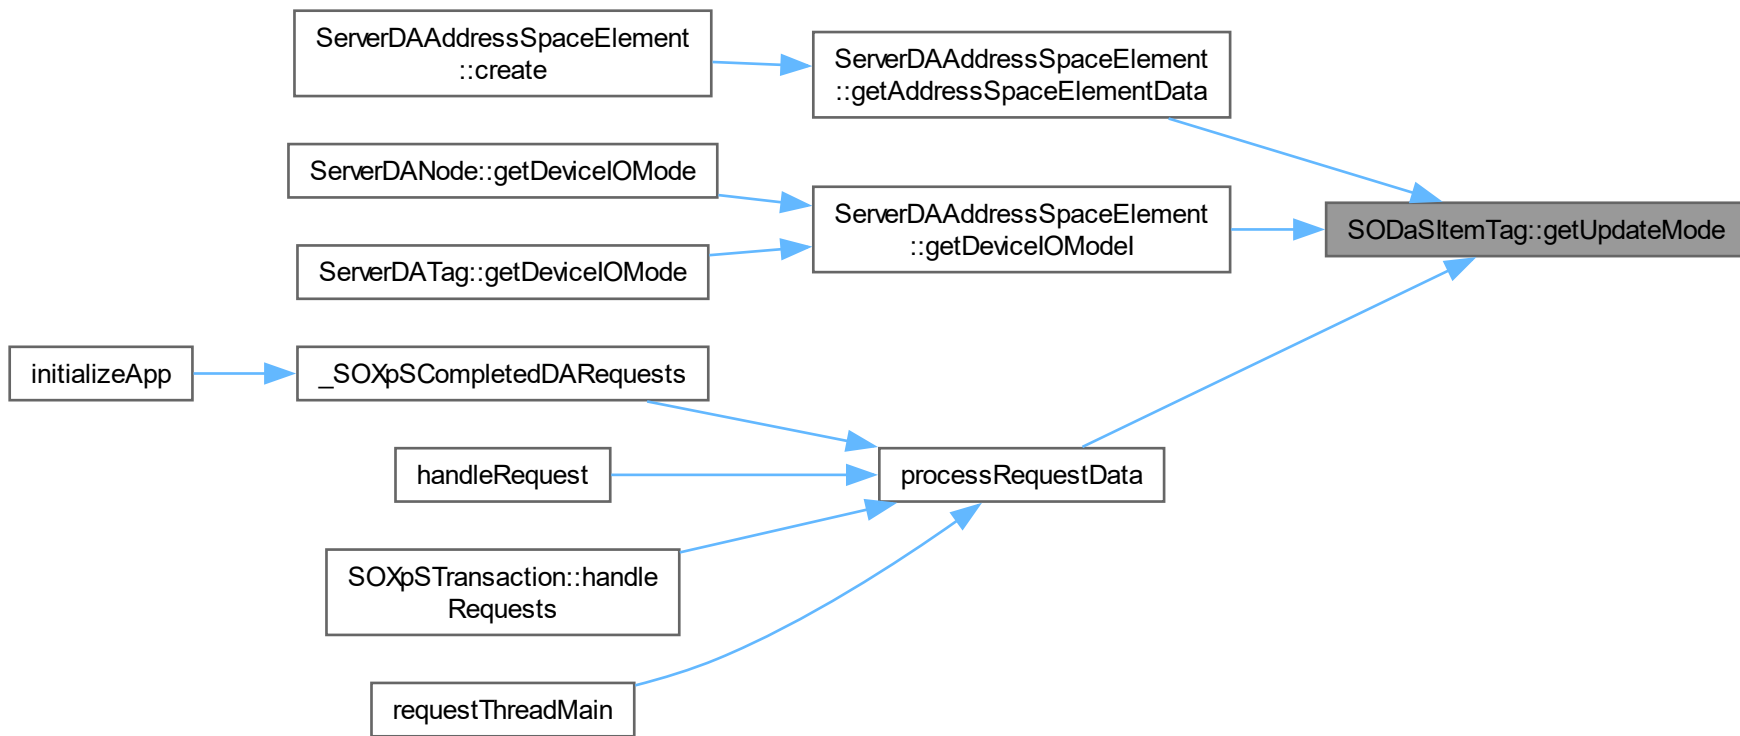 ServerDAAddressSpaceElement
::create
ServerDAAddressSpaceElement
::getAddressSpaceElementData
ServerDANode::getDeviceIOMode
ServerDAAddressSpaceElement
::getDeviceIOModeI
SODaSItemTag::getUpdateMode
ServerDATag::getDeviceIOMode
initializeApp
_SOXpSCompletedDARequests
handleRequest
processRequestData
SOXpSTransaction::handle
Requests
requestThreadMain